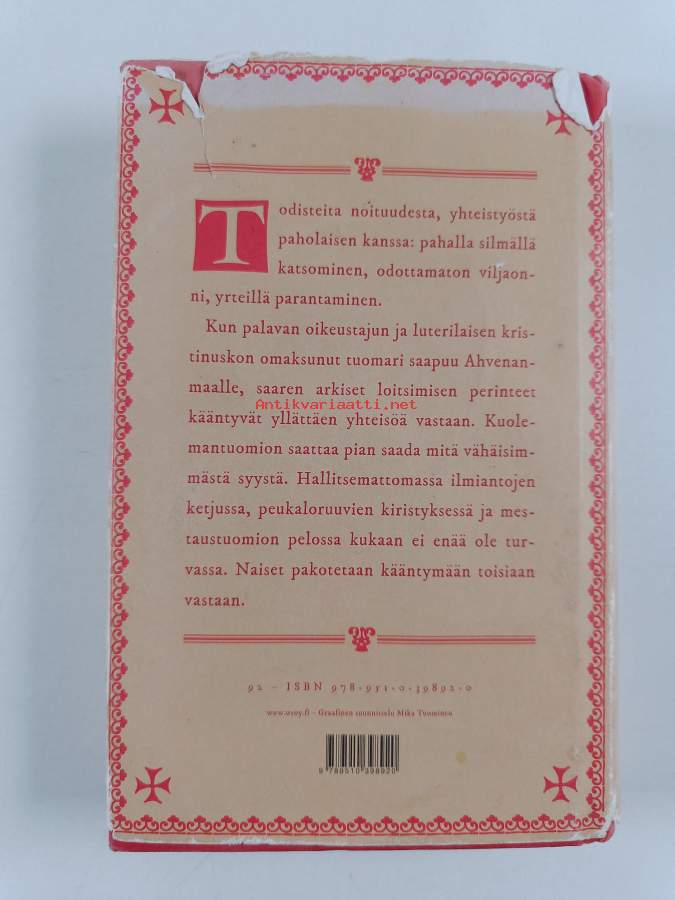 Todisteita noituudesta, yhteistyöstä
paholaisen kanssa: pahalla silmällä
katsominen, odottamaton viljaon-
ni, yrteillä parantaminen.
Kun palavan oikeustajun ja luterilaisen kris-
tinuskon omaksunut tuomari saapuu Ahvenan-
maalle, saaren arkiset loitsimisen perinteet
Antikvariaatti.net
kääntyvät yllättäen yhteisöä vastaan. Kuole-
mantuomion saattaa pian saada mitä vähäisim-
mästä syystä. Hallitsemattomassa ilmiantojen
ketjussa, peukaloruuvien kiristyksessä ja mes-
taustuomion pelossa kukaan ei enää ole tur-
vassa. Naiset pakotetaan kääntymään toisiaan
vastaan.
92 – ISBN 978-951-0-39892-0
www.wsoy.fi – Graafinen suunnittelu Mika Tuominen
9 789510 398920